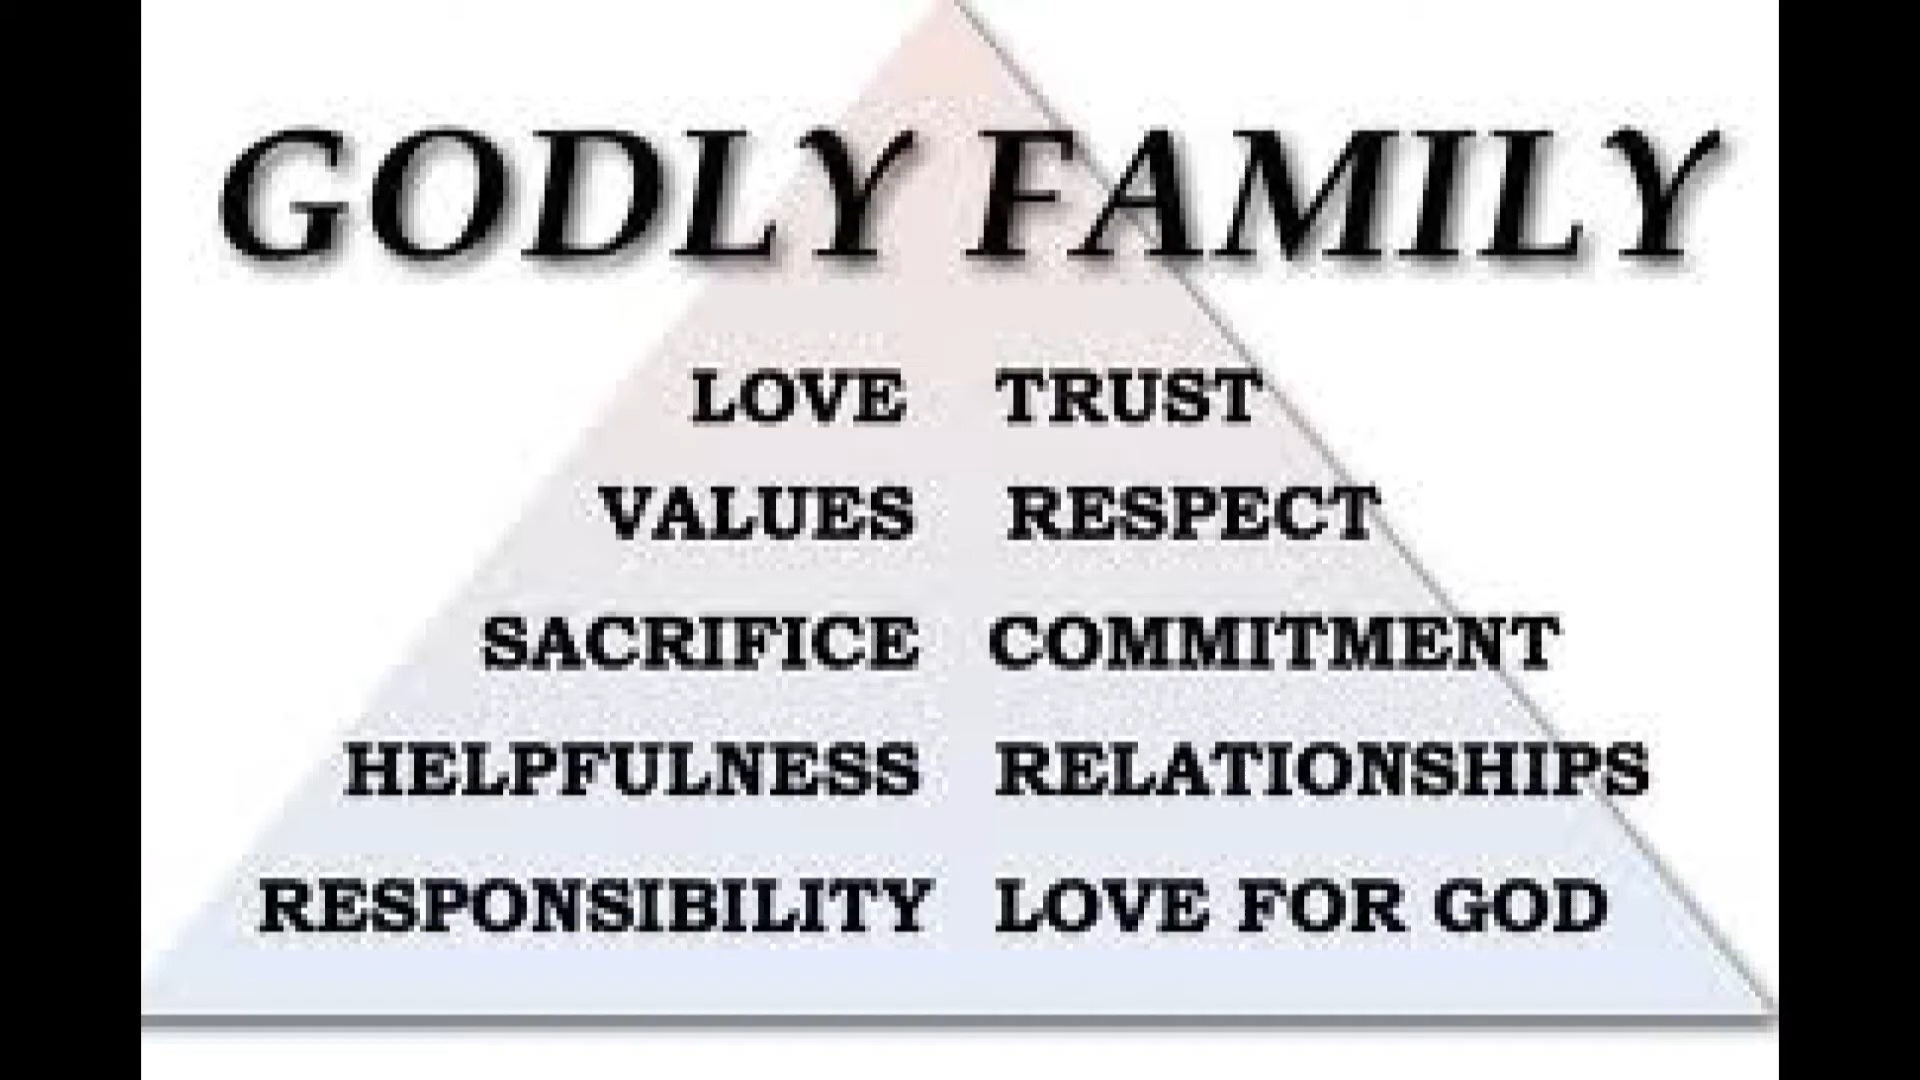 GODLY FAMILY
LOVE TRUST
VALUES RESPECT
SACRIFICE COMMITMENT
HELPFULNESS RELATIONSHIPS
RESPONSIBILITY LOVE FOR GOD